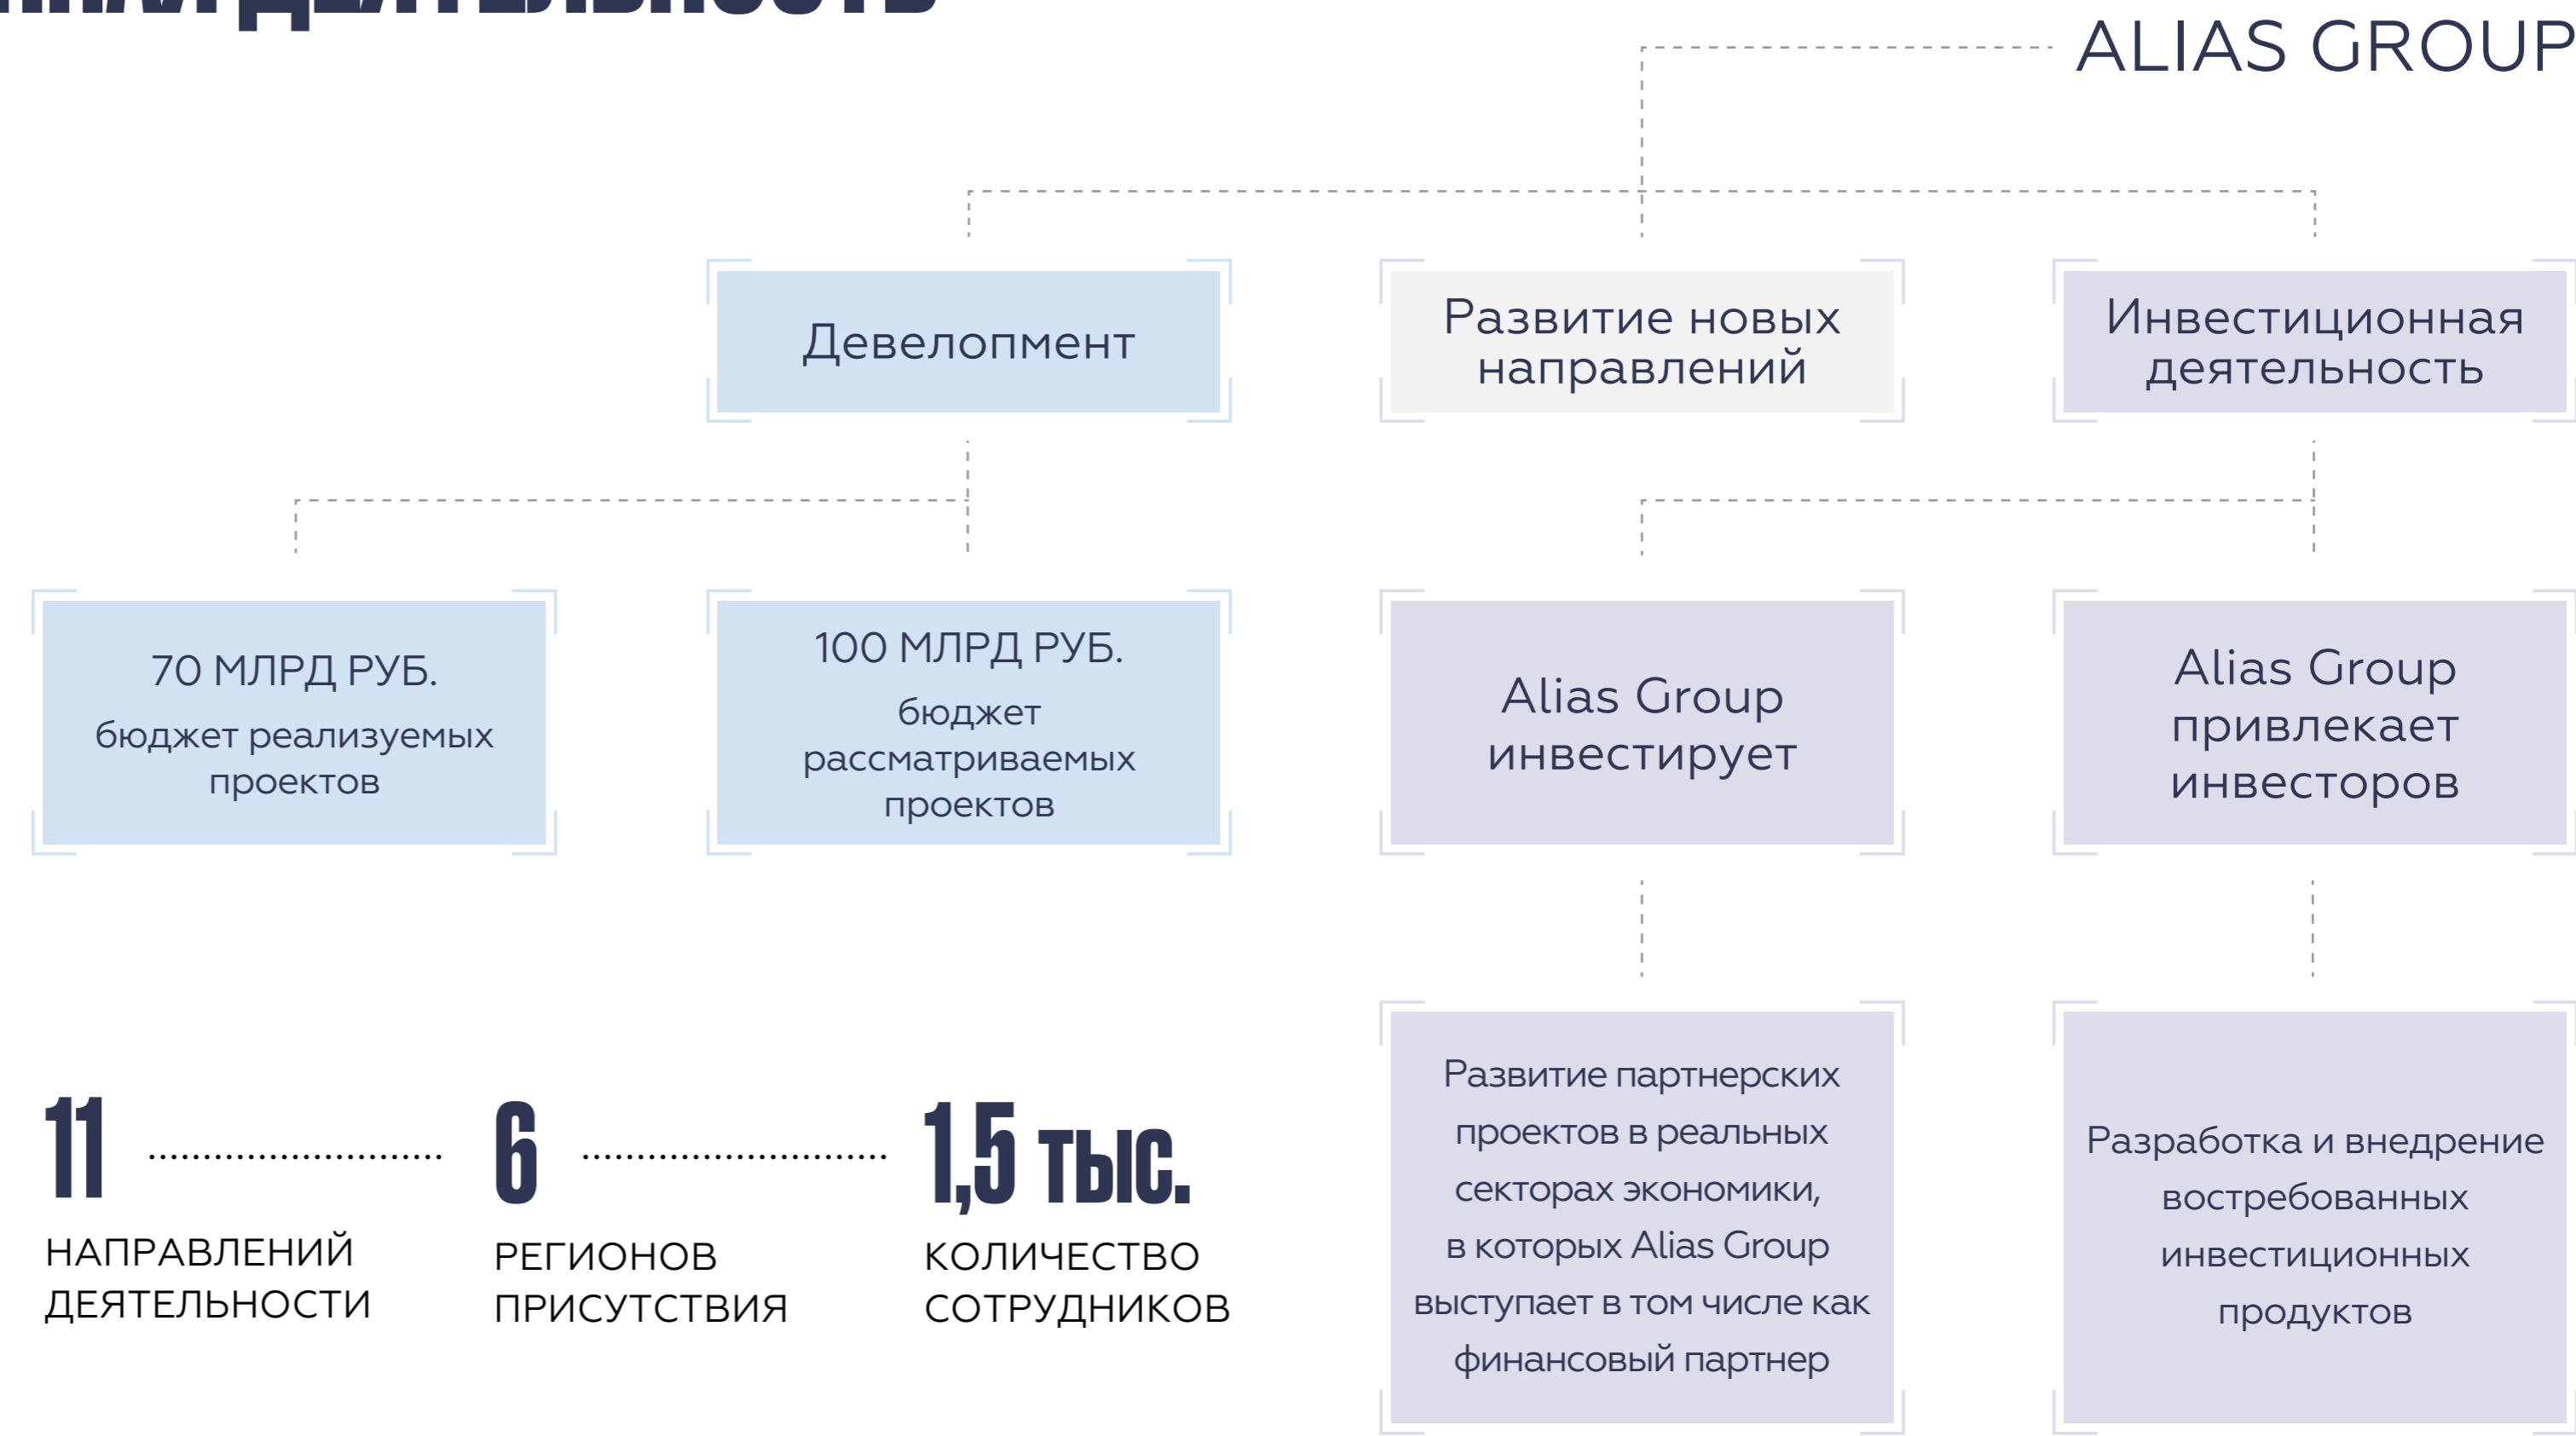 ДЕЯТЕЛЬНОСТЬ
ALIAS GROUP
Девелопмент
Развитие новых
направлений
Инвестиционная
деятельность
70 МЛРД РУБ.
бюджет реализуемых
проектов
100 МЛРД РУБ.
бюджет
рассматриваемых
проектов
Alias Group
инвестирует
Alias Group
привлекает
инвесторов
Развитие партнерских
проектов в реальных
секторах экономики,
в которых Alias Group
выступает в том числе как
финансовый партнер
Разработка и внедрение
востребованных
инвестиционных
продуктов
11
НАПРАВЛЕНИЙ
ДЕЯТЕЛЬНОСТИ
6
РЕГИОНОВ
ПРИСУТСТВИЯ
1,5 тыс.
КОЛИЧЕСТВО
СОТРУДНИКОВ